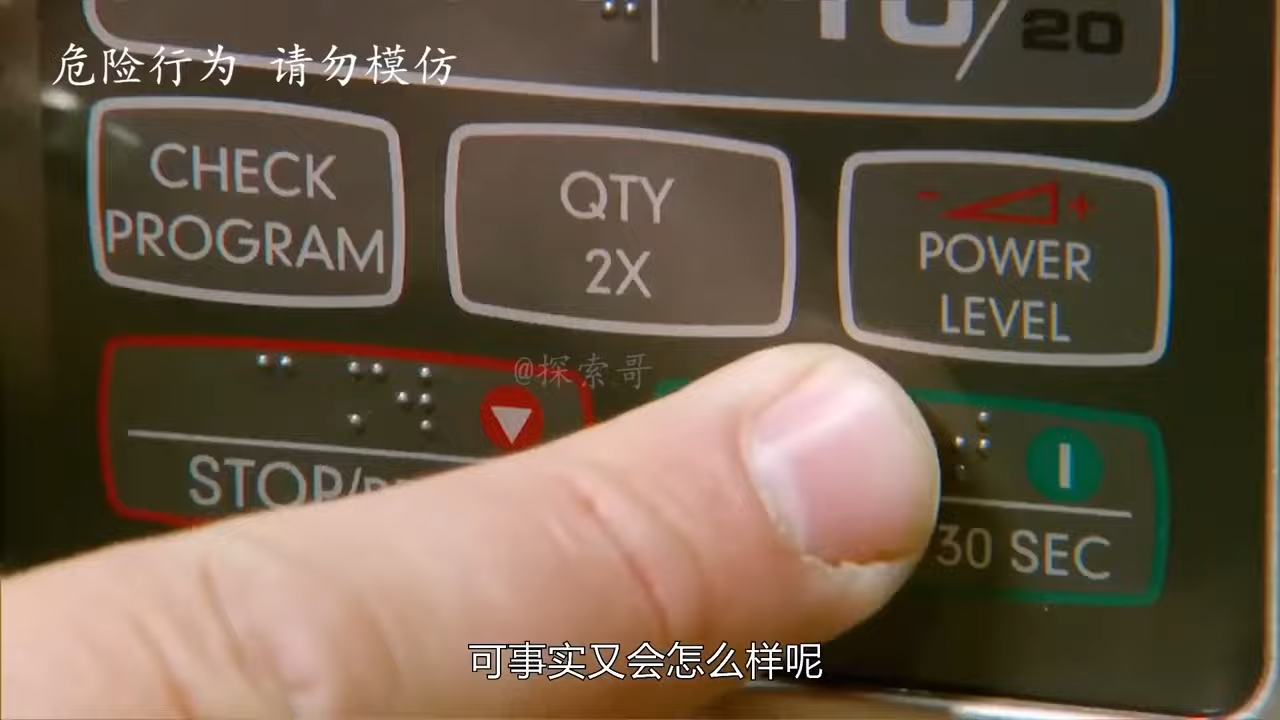 10/20
危险行为 请勿模仿
CHECK
PROGRAM
QTY
2X
POWER
LEVEL
@探索哥
STOP/
30 SEC
可事实又会怎么样呢